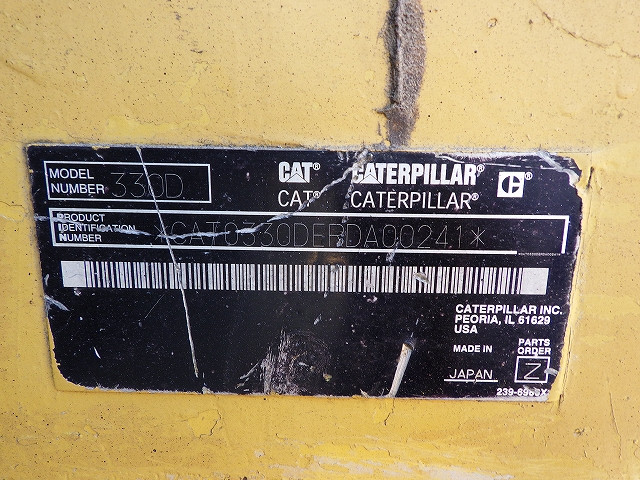 MODEL
NUMBER 330D
CAT® CATERPILLAR® C®
CAT® CATERPILLAR®
PRODUCT
IDENTIFICATION
NUMBER *CAT0330DERDA00241*
CATERPILLAR INC.
PEORIA, IL 61629
USA
MADE IN
JAPAN
PARTS
ORDER
Z